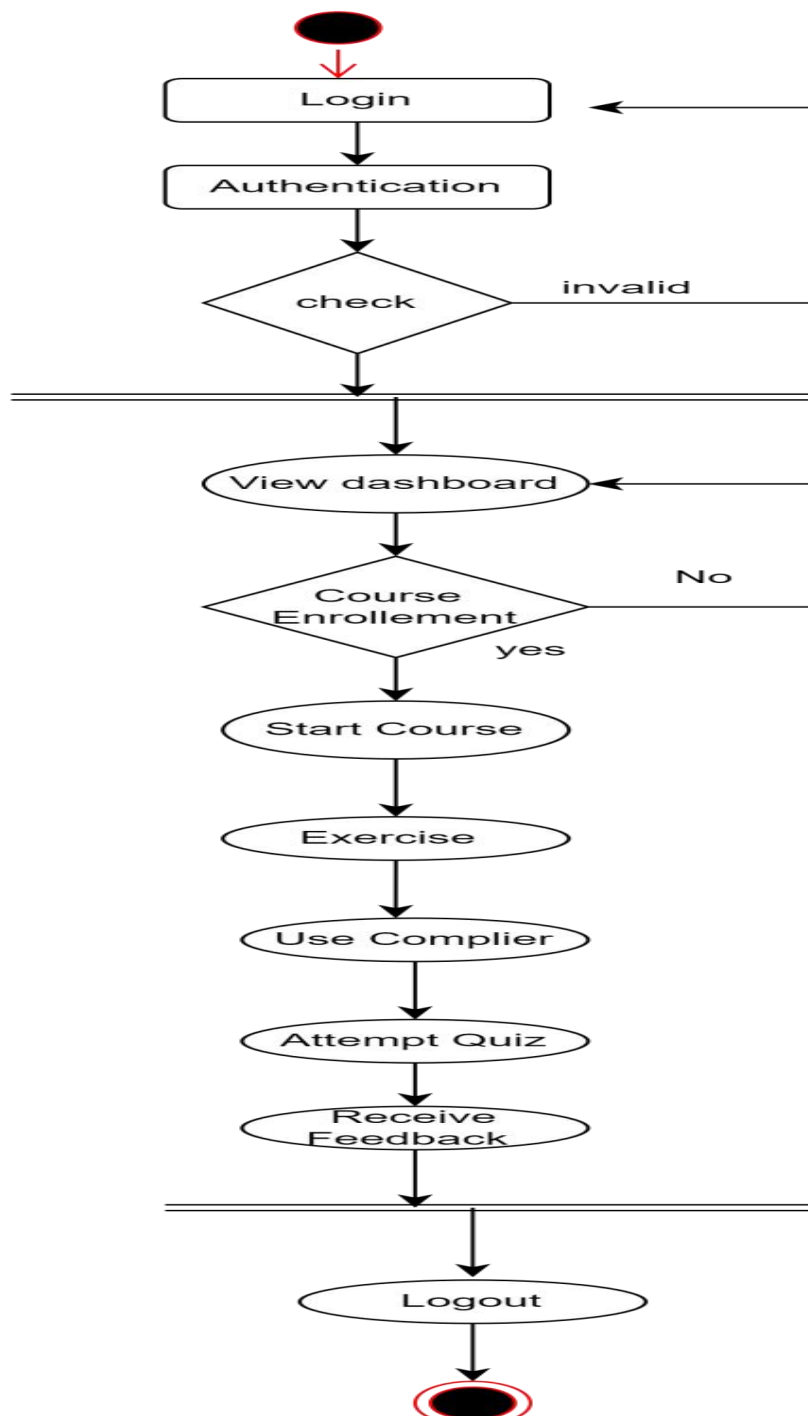 Login
Authentication
check
invalid
View dashboard
No
Course
Enrollement
yes
Start Course
Exercise
Use Complier
Attempt Quiz
Receive
Feedback
Logout